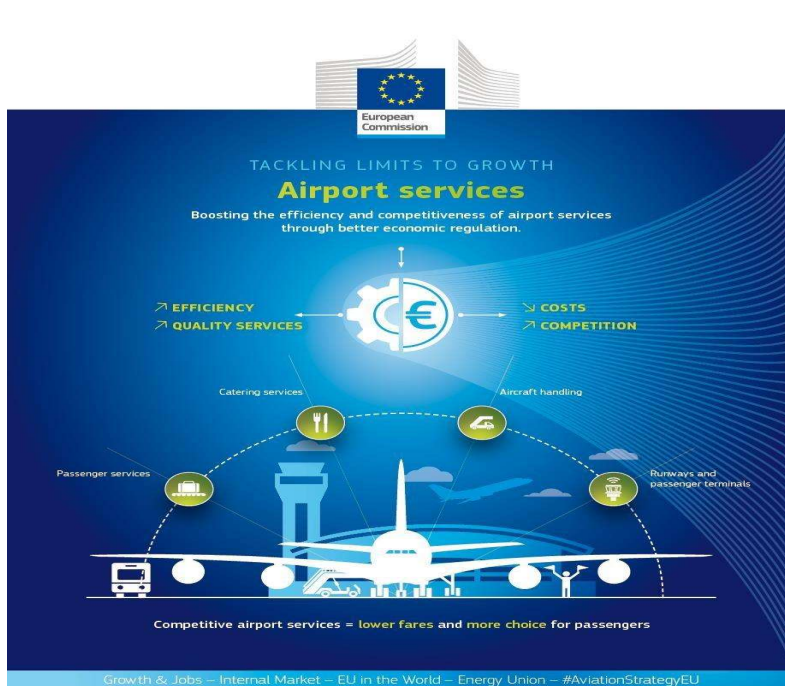 European
Commission
TACKLING LIMITS TO GROWTH
Airport services
Boosting the efficiency and competitiveness of airport services
through better economic regulation.
↗ EFFICIENCY
↗ QUALITY SERVICES
€
↘ COSTS
↗ COMPETITION
Catering services
Aircraft handling
Passenger services
Runways and
passenger terminals
Competitive airport services = lower fares and more choice for passengers
Growth & Jobs – Internal Market – EU in the World – Energy Union – #AviationStrategyEU